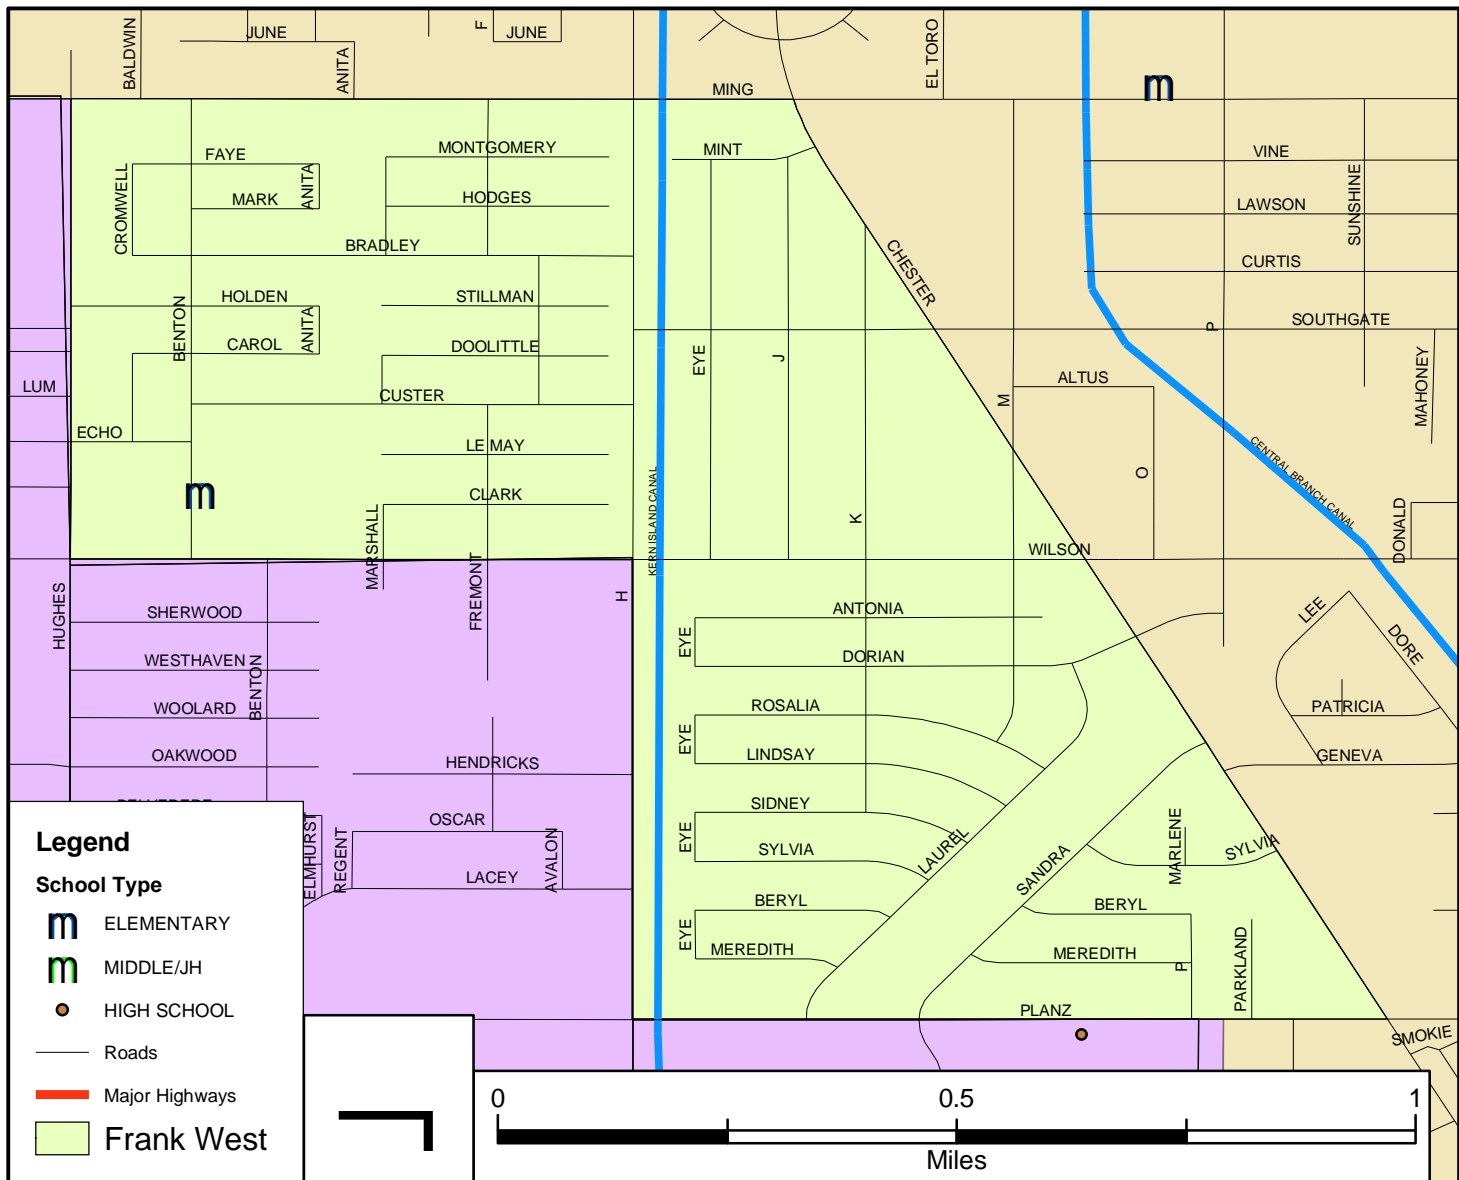 BALDWIN
JUNE
ANITA
F
JUNE
EL TORO
m
MING
MINT
VINE
FAYE
MONTGOMERY
CROMWELL
MARK
ANITA
HODGES
LAWSON
SUNSHINE
BRADLEY
CHESTER
CURTIS
HOLDEN
STILLMAN
BENTON
ANITA
CAROL
DOOLITTLE
EYE
J
P
SOUTHGATE
LUM
CUSTER
ALTUS
M
MAHONEY
ECHO
LE MAY
CENTRAL BRANCH CANAL
O
m
CLARK
KERN ISLAND CANAL
K
MARSHALL
DONALD
WILSON
HUGHES
FREMONT
H
SHERWOOD
ANTONIA
LEE
EYE
DORE
WESTHAVEN
BENTON
DORIAN
WOOLARD
ROSALIA
PATRICIA
EYE
OAKWOOD
HENDRICKS
LINDSAY
GENEVA
SIDNEY
OSCAR
EYE
SYLVIA
LAUREL
SANDRA
MARLENE
SYLVIA
ELMHURST
REGENT
AVALON
LACEY
BERYL
BERYL
EYE
MEREDITH
MEREDITH
P
PARKLAND
PLANZ
SMOKIE
Legend
School Type
m ELEMENTARY
m MIDDLE/JH
HIGH SCHOOL
Roads
Major Highways
Frank West
0 0.5 1
Miles